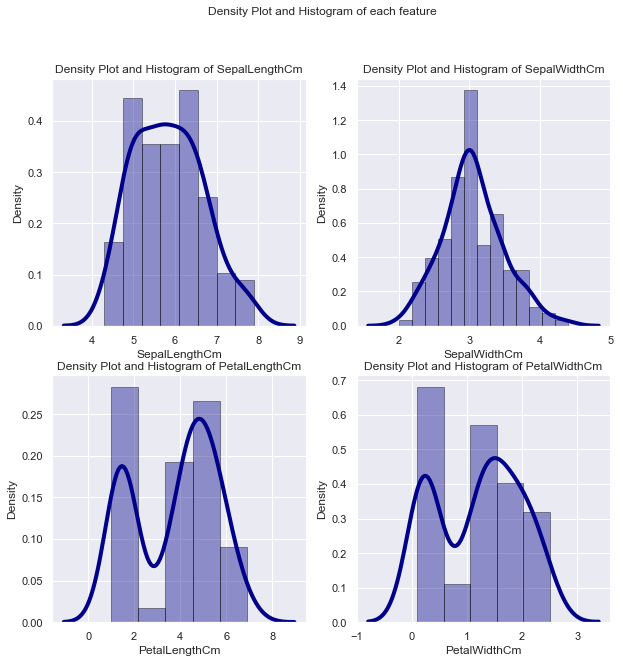 Density Plot and Histogram of each feature
Density Plot and Histogram of SepalLengthCm
Density
0.4
0.3
0.2
0.1
0.0
4 5 6 7 8 9
SepalLengthCm
Density Plot and Histogram of SepalWidthCm
Density
1.4
1.2
1.0
0.8
0.6
0.4
0.2
0.0
2 3 4 5
SepalWidthCm
Density Plot and Histogram of PetalLengthCm
Density
0.25
0.20
0.15
0.10
0.05
0.00
0 2 4 6 8
PetalLengthCm
Density Plot and Histogram of PetalWidthCm
Density
0.7
0.6
0.5
0.4
0.3
0.2
0.1
0.0
−1 0 1 2 3
PetalWidthCm